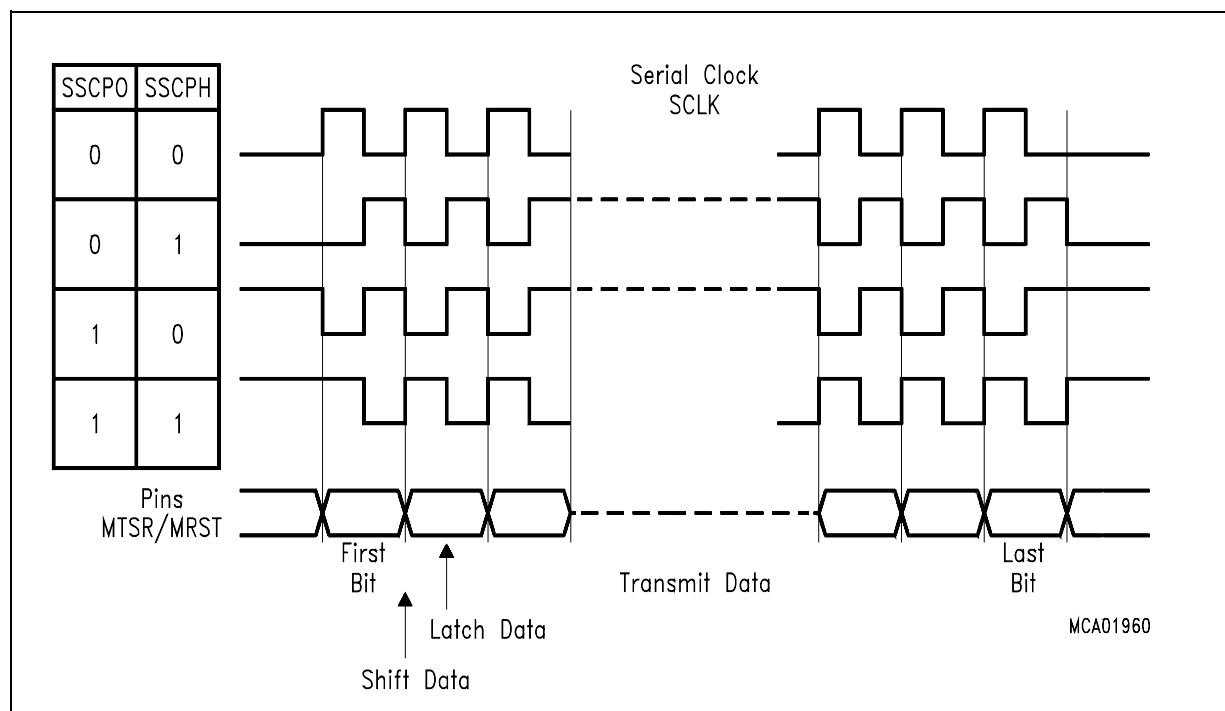 SSCPO SSCPH
Serial Clock
SCLK
0 0
0 1
1 0
1 1
Pins
MTSR/MRST
First
Bit
Last
Bit
Transmit Data
Latch Data
MCA01960
Shift Data